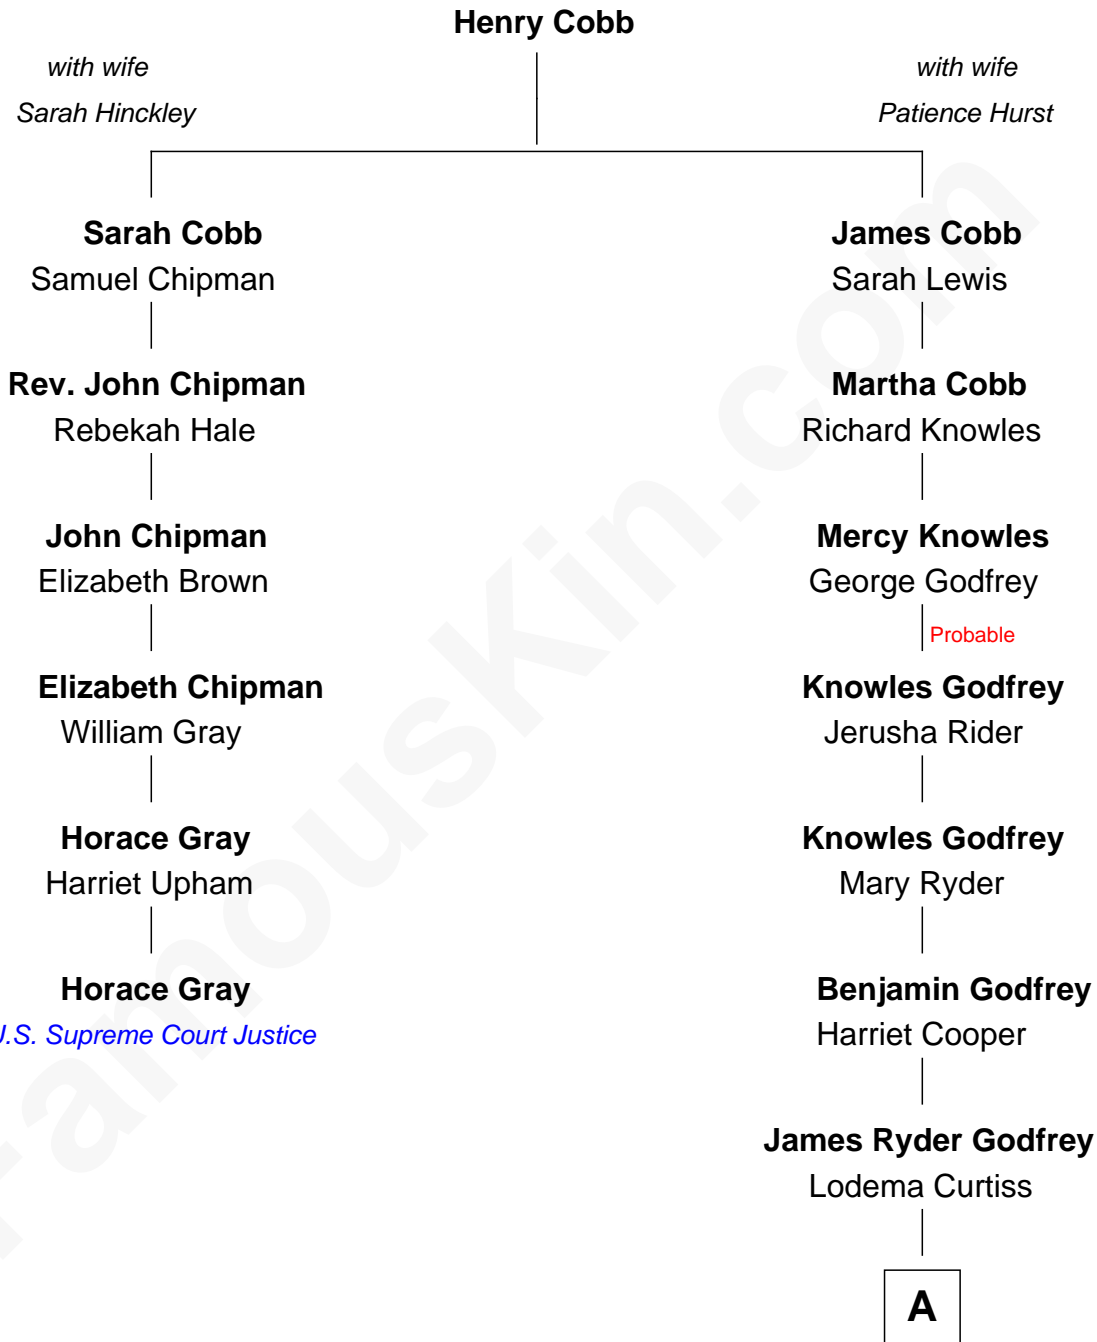 Henry Cobb
with wife
Sarah Hinckley
with wife
Patience Hurst
Sarah Cobb
Samuel Chipman
James Cobb
Sarah Lewis
Rev. John Chipman
Rebekah Hale
Martha Cobb
Richard Knowles
John Chipman
Elizabeth Brown
Mercy Knowles
George Godfrey
Probable
Elizabeth Chipman
William Gray
Knowles Godfrey
Jerusha Rider
Horace Gray
Harriet Upham
Knowles Godfrey
Mary Ryder
Horace Gray
U.S. Supreme Court Justice
Benjamin Godfrey
Harriet Cooper
James Ryder Godfrey
Lodema Curtiss
A
FamousKin.com